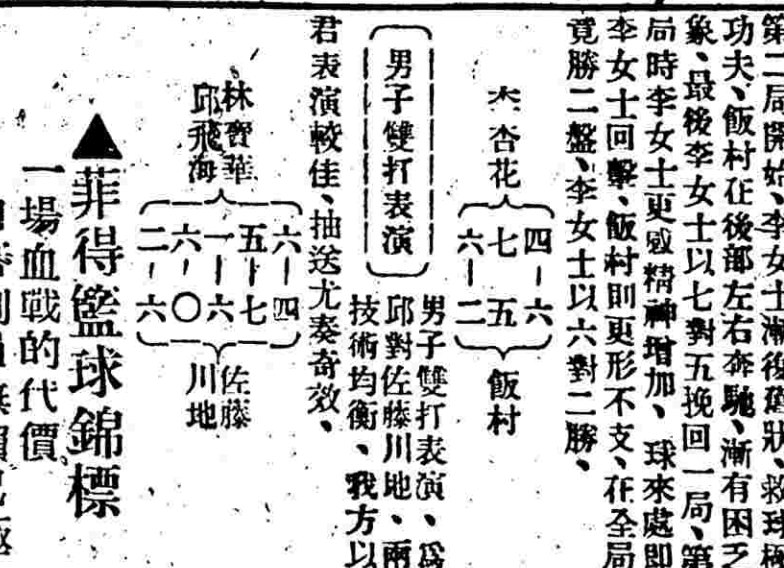 第二局開始、李女士漸復舊狀、救球極
功夫、飯村在後部左右奔馳、漸有困乏
象、最後李女士以七對五挽回一局、第
局時李女士更覺精神增加、球來處即
李女士回擊、飯村則更形不支、在全局
竟勝二盤、李女士以六對二勝、
李杏花
四-六
七 五
六-二
飯村
男子雙打表演
男子雙打表演、爲
邱對佐藤川地、兩
技術均衡、我方以
君表演較佳、抽送尤奏奇效、
林寶華
邱飛海
六-四
五-七
一-六
六-〇
二-六
佐藤
川地
▲菲得籃球錦標
一場血戰的代價